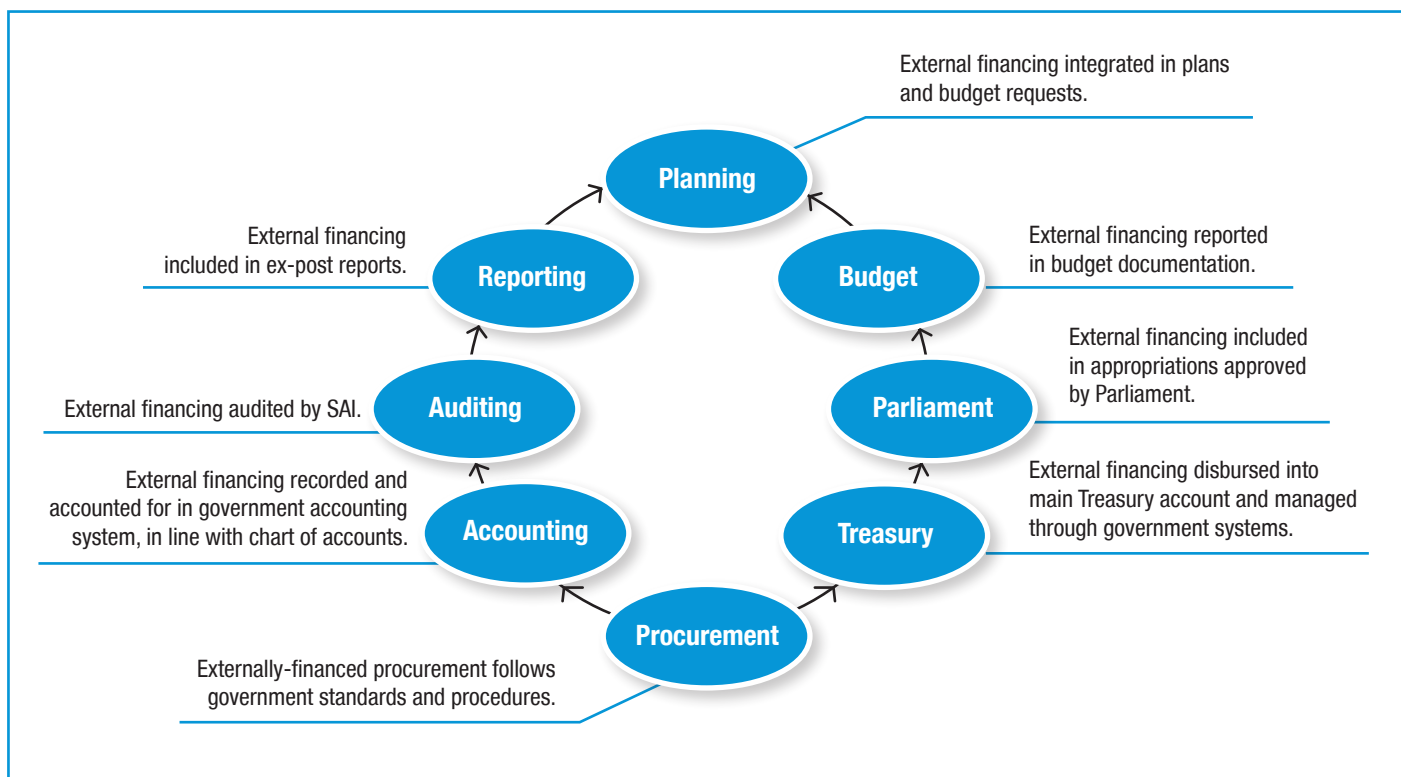 External financing integrated in plans
and budget requests.
Planning
External financing
included in ex-post reports.
Reporting
Budget
External financing reported
in budget documentation.
External financing audited by SAI.
Auditing
Parliament
External financing included
in appropriations approved
by Parliament.
External financing recorded and
accounted for in government accounting
system, in line with chart of accounts.
Accounting
Treasury
External financing disbursed into
main Treasury account and managed
through government systems.
Procurement
Externally-financed procurement follows
government standards and procedures.